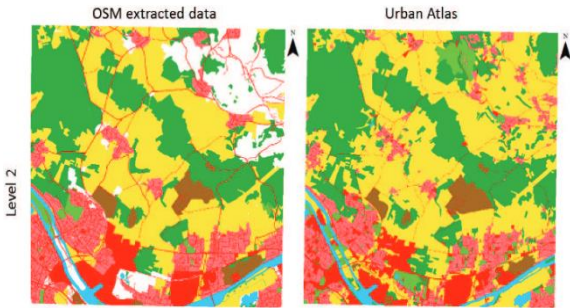 OSM extracted data
Urban Atlas
N
N
Level 2